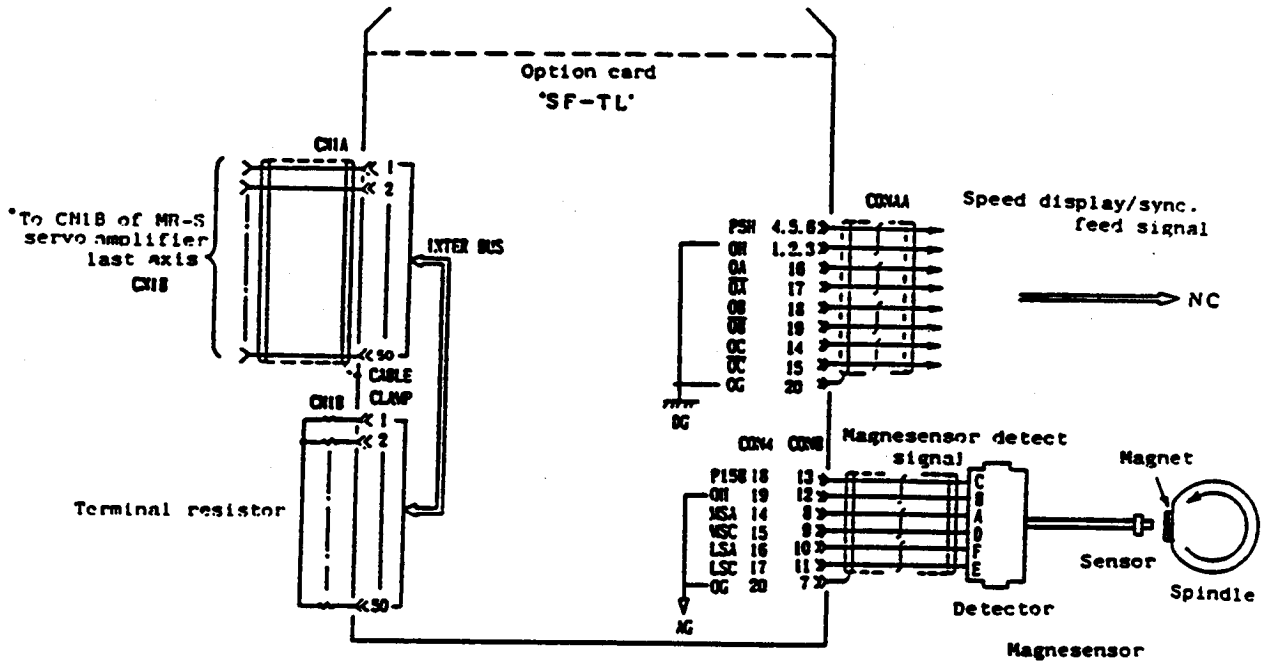 Option card
"SF-TL"
CN1A
1
2
50
"To CN1B of MR-S
servo amplifier
last axis
CN1B
INTER BUS
CABLE
CLAMP
CN1B
1
2
50
Terminal resistor
CONAA
Speed display/sync.
feed signal
P5H 4.5.6
OH 1.2.3
OA 16
O̅A̅ 17
OB 18
O̅B̅ 19
OC 14
O̅C̅ 15
OG 20
DG
NC
CON4 CON8
P15B 18 13
OH 19 12
MSA 14 8
MSC 15 9
LSA 16 10
LSC 17 11
OG 20 7
AG
Magnesensor detect
signal
C
B
A
D
F
E
Detector
Magnet
Sensor
Spindle
Magnesensor